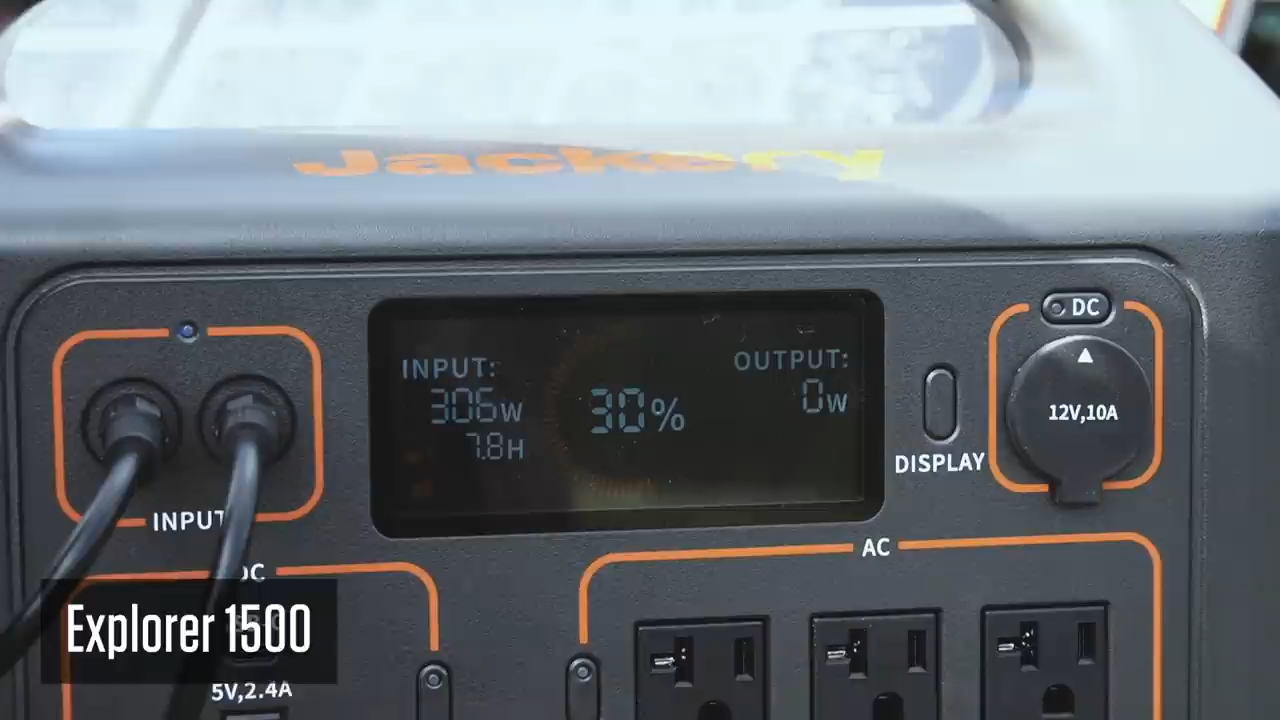 Jackery
INPUT:
306W
7.8H
30%
OUTPUT:
0W
DISPLAY
DC
12V,10A
INPUT
DC
AC
Explorer 1500
5V,2.4A